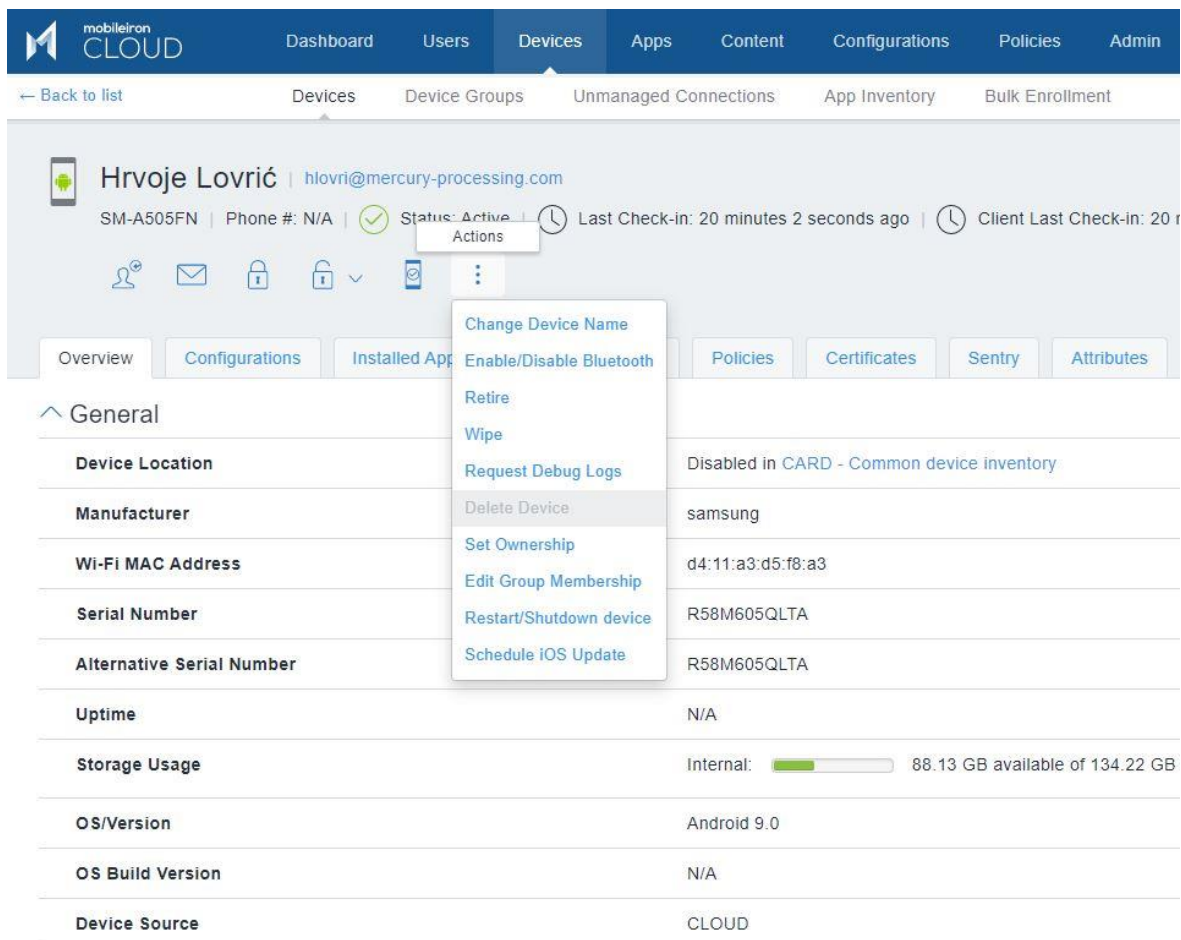 mobileiron
CLOUD
Dashboard Users Devices Apps Content Configurations Policies Admin
← Back to list Devices Device Groups Unmanaged Connections App Inventory Bulk Enrollment
Hrvoje Lovrić | hlovri@mercury-processing.com
SM-A505FN | Phone #: N/A | Status: Active | Last Check-in: 20 minutes 2 seconds ago | Client Last Check-in: 20
Actions
Change Device Name
Enable/Disable Bluetooth
Retire
Wipe
Request Debug Logs
Delete Device
Set Ownership
Edit Group Membership
Restart/Shutdown device
Schedule iOS Update
Overview Configurations Installed App Policies Certificates Sentry Attributes
General
Device Location Disabled in CARD - Common device inventory
Manufacturer samsung
Wi-Fi MAC Address d4:11:a3:d5:f8:a3
Serial Number R58M605QLTA
Alternative Serial Number R58M605QLTA
Uptime N/A
Storage Usage Internal: 88.13 GB available of 134.22 GB
OS/Version Android 9.0
OS Build Version N/A
Device Source CLOUD